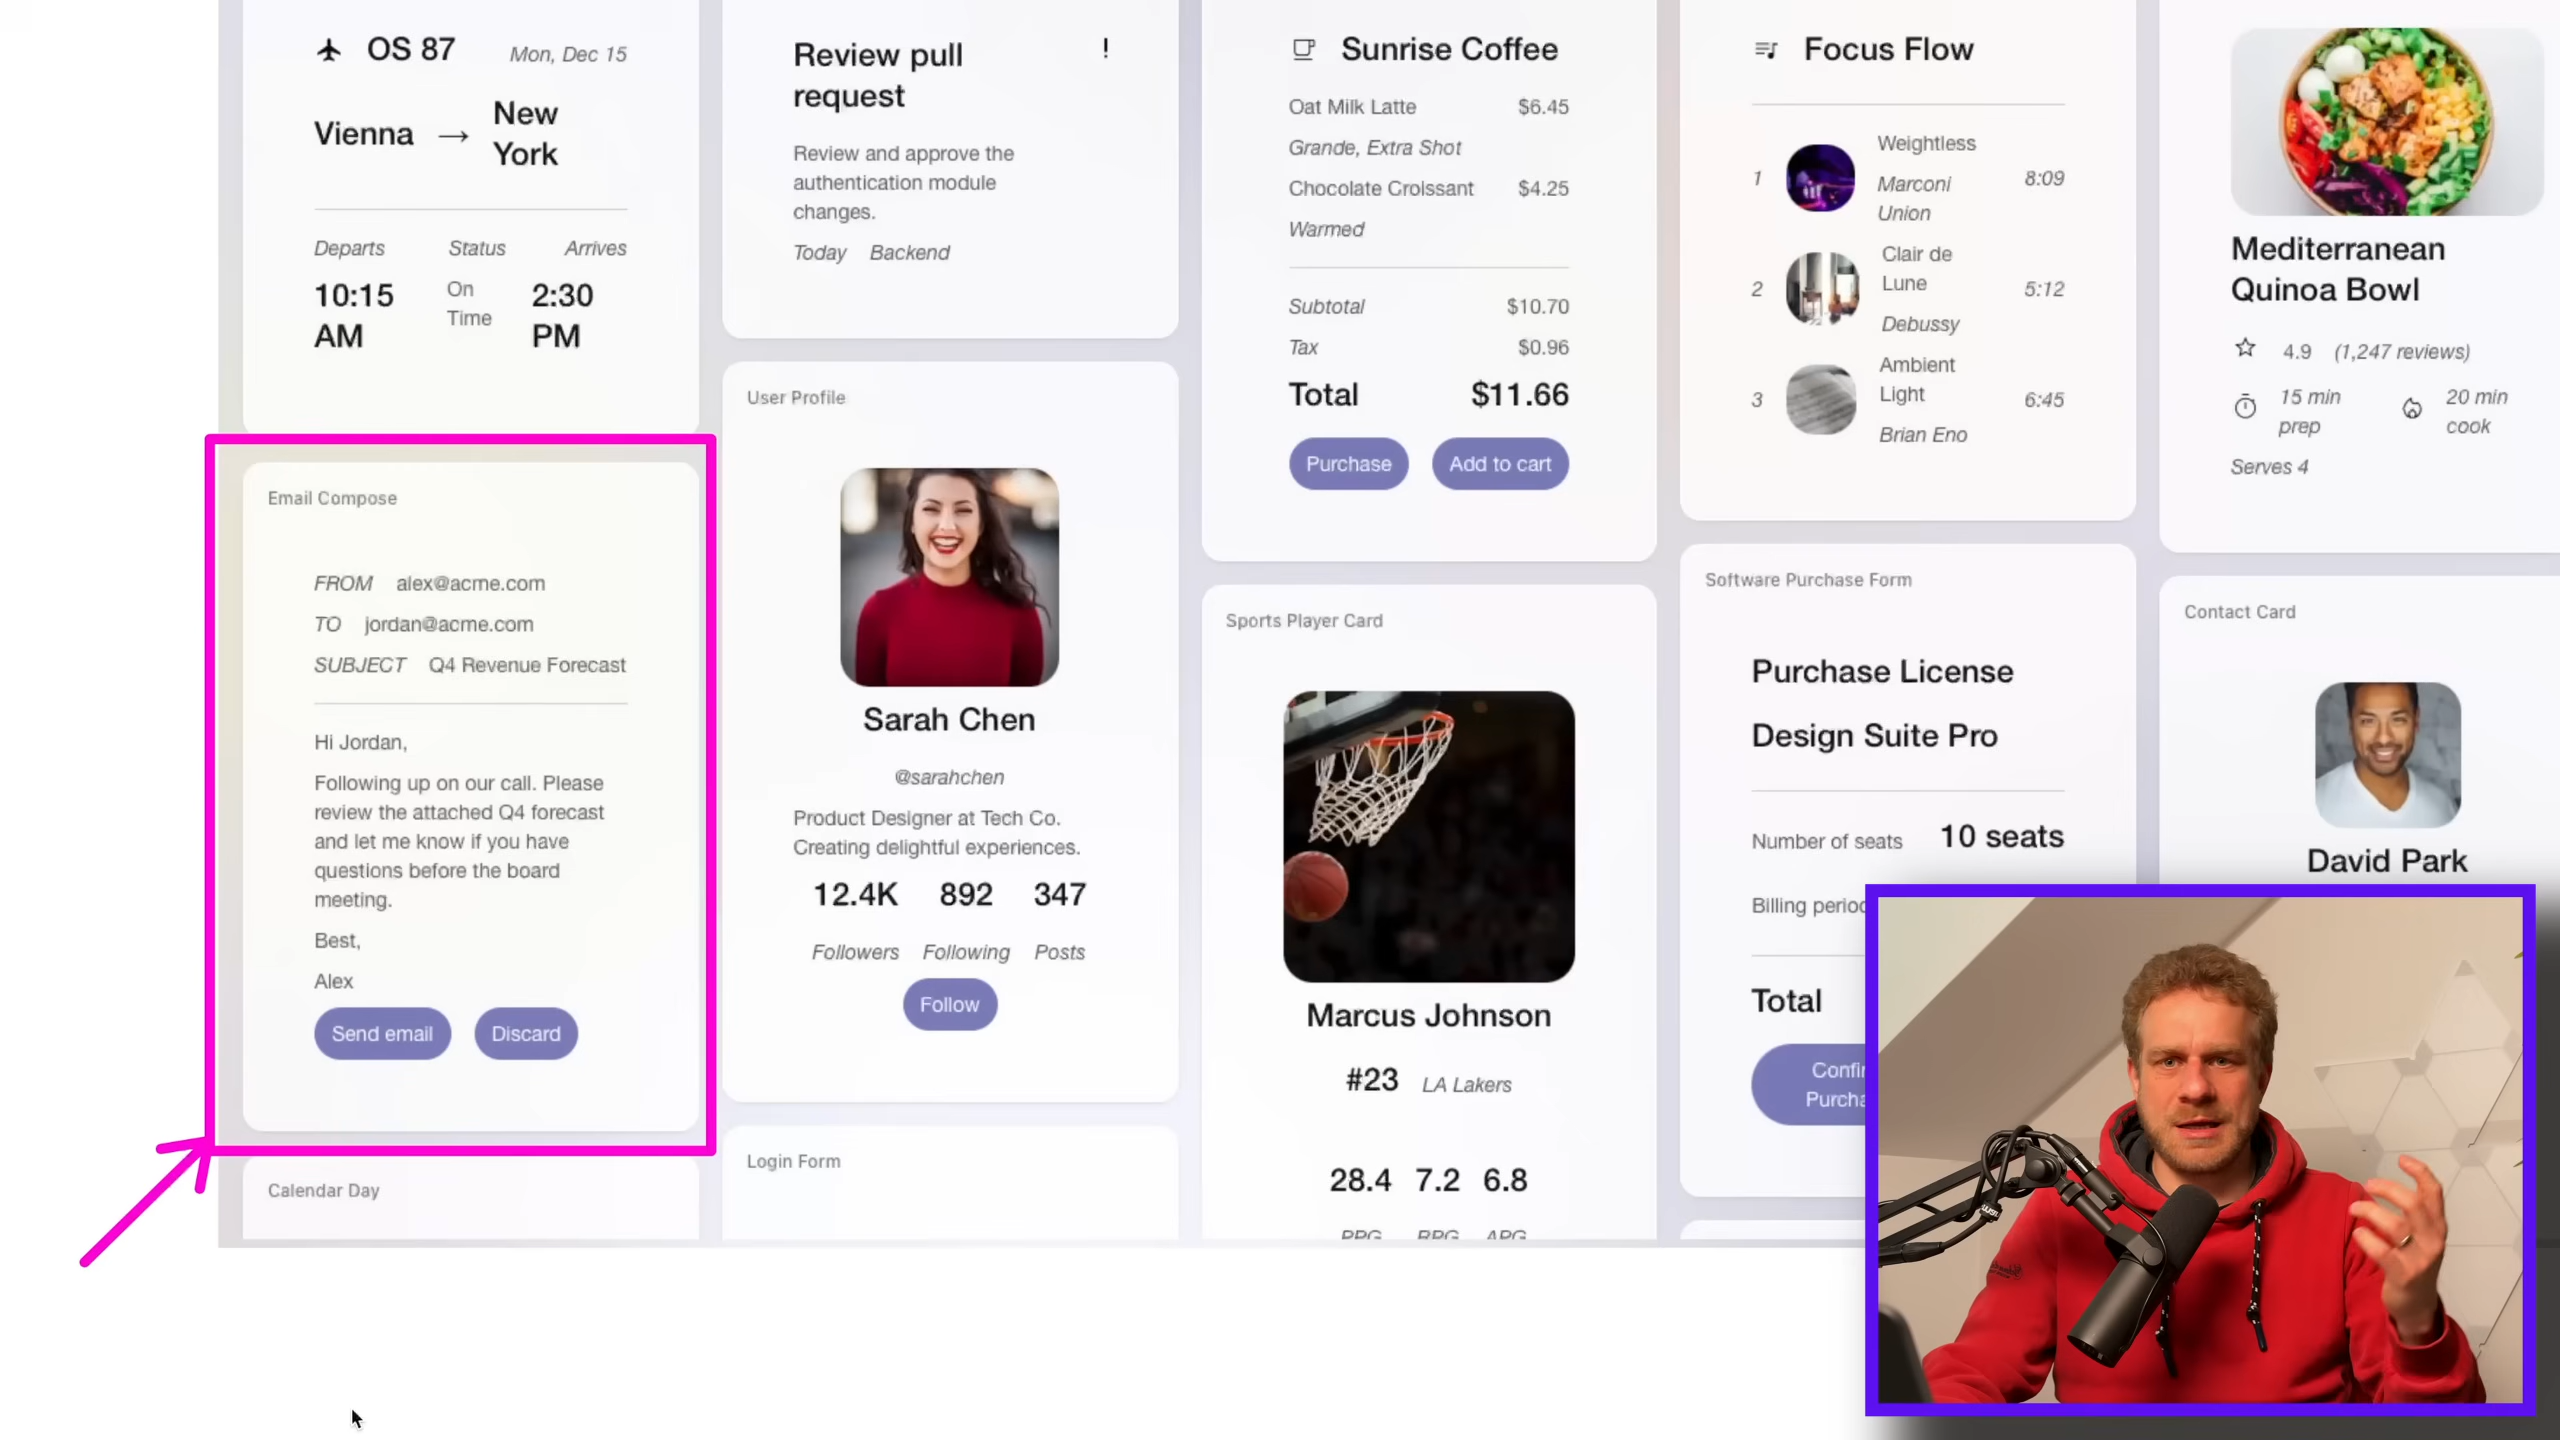 OS 87
Mon, Dec 15
Vienna → New
York
Departs Status Arrives
10:15
AM
On
Time
2:30
PM
Email Compose
FROM alex@acme.com
TO jordan@acme.com
SUBJECT Q4 Revenue Forecast
Hi Jordan,
Following up on our call. Please
review the attached Q4 forecast
and let me know if you have
questions before the board
meeting.
Best,
Alex
Send email Discard
Calendar Day
Review pull
request
!
Review and approve the
authentication module
changes.
Today Backend
User Profile
Sarah Chen
@sarahchen
Product Designer at Tech Co.
Creating delightful experiences.
12.4K 892 347
Followers Following Posts
Follow
Login Form
Sunrise Coffee
Oat Milk Latte $6.45
Grande, Extra Shot
Chocolate Croissant $4.25
Warmed
Subtotal $10.70
Tax $0.96
Total $11.66
Purchase Add to cart
Sports Player Card
Marcus Johnson
#23 LA Lakers
28.4 7.2 6.8
PPG RPG APG
Focus Flow
1 Weightless 8:09
Marconi
Union
2 Clair de
Lune 5:12
Debussy
3 Ambient
Light 6:45
Brian Eno
Software Purchase Form
Purchase License
Design Suite Pro
Number of seats 10 seats
Billing period
Total
Confi
Purcha
Mediterranean
Quinoa Bowl
4.9 (1,247 reviews)
15 min
prep
20 min
cook
Serves 4
Contact Card
David Park